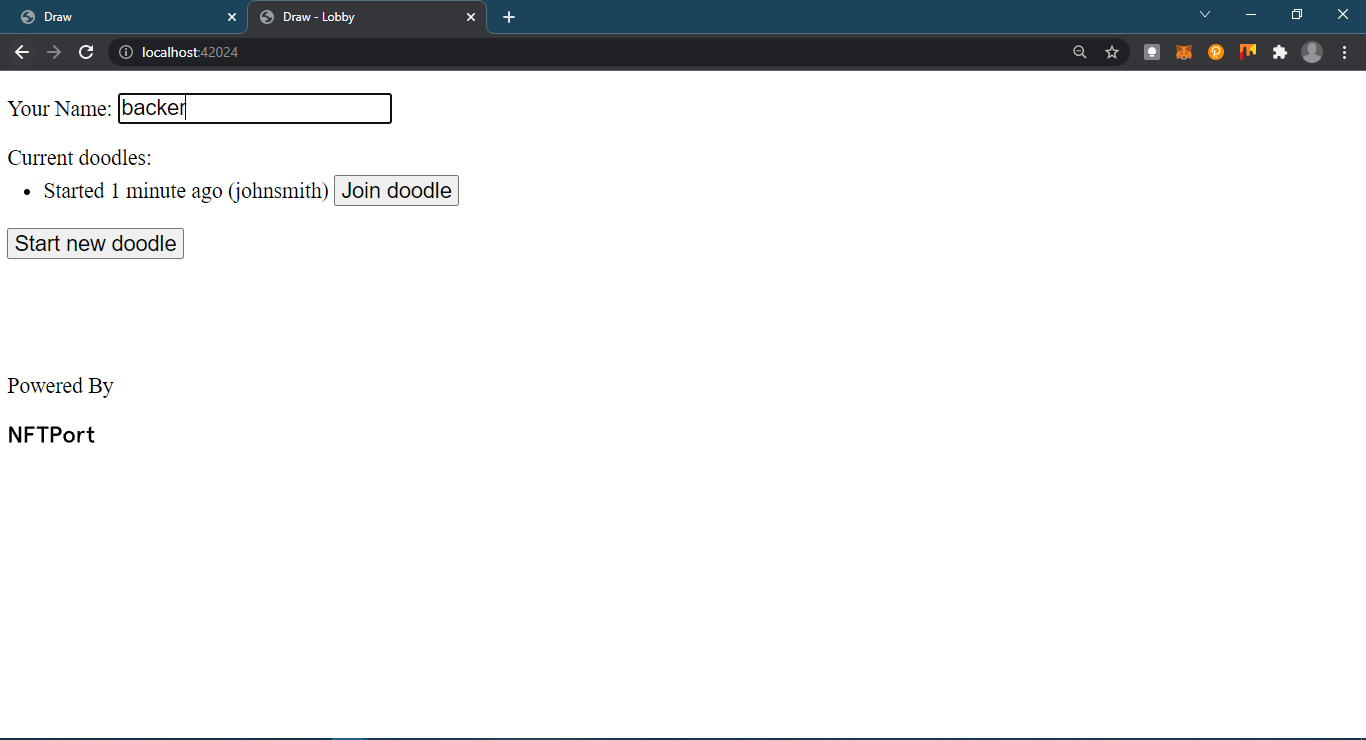 Draw
Draw - Lobby
localhost:42024
Your Name: backer
Current doodles:
• Started 1 minute ago (johnsmith) Join doodle
Start new doodle
Powered By
NFTPort